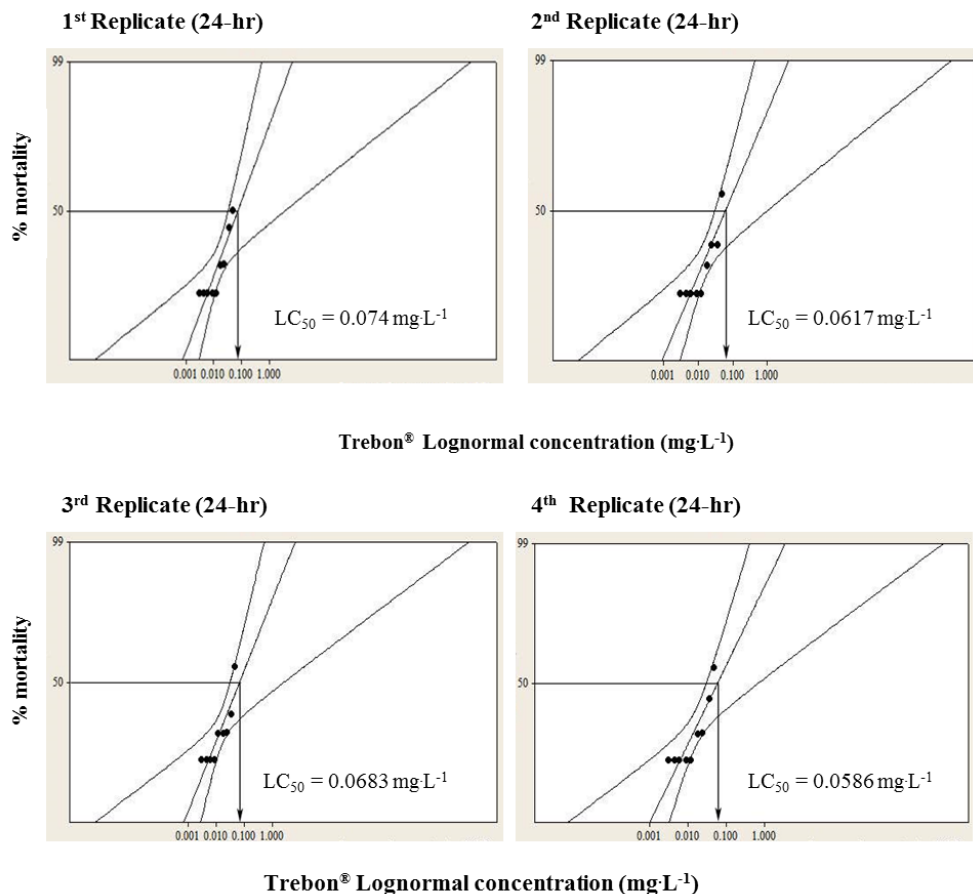 1st Replicate (24-hr)
2nd Replicate (24-hr)
99
50
% mortality
LC50 = 0.074 mg·L-1
0.001 0.010 0.100 1.000
99
50
LC50 = 0.0617 mg·L-1
0.001 0.010 0.100 1.000
Trebon® Lognormal concentration (mg·L-1)
3rd Replicate (24-hr)
4th Replicate (24-hr)
99
50
% mortality
LC50 = 0.0683 mg·L-1
0.001 0.010 0.100 1.000
99
50
LC50 = 0.0586 mg·L-1
0.001 0.010 0.100 1.000
Trebon® Lognormal concentration (mg·L-1)